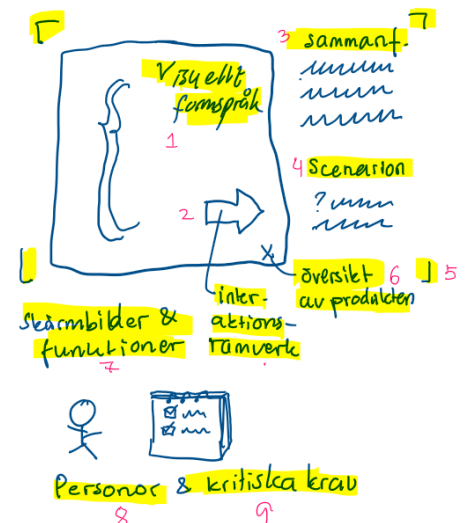 3 sammanf.
Visuellt
formspråk
1
4 Scenarion
2
?
x
översikt 6
av produkten
5
inter-
aktions-
ramverk
Skärmbilder &
funktioner
7
Personor & kritiska krav
8 9